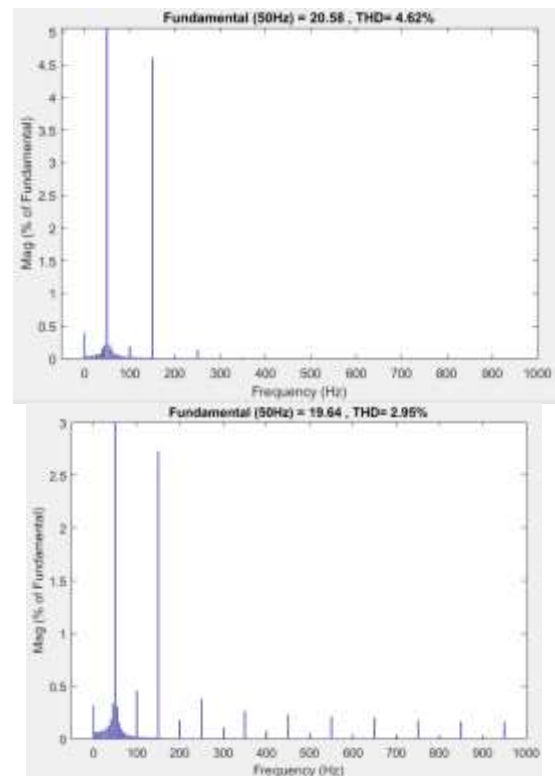 Fundamental (50Hz) = 20.58 , THD= 4.62%
5
4.5
4
3.5
3
2.5
2
1.5
1
0.5
0
Mag (% of Fundamental)
0 100 200 300 400 500 600 700 800 900 1000
Frequency (Hz)
Fundamental (50Hz) = 19.64 , THD= 2.95%
3
2.5
2
1.5
1
0.5
0
Mag (% of Fundamental)
0 100 200 300 400 500 600 700 800 900 1000
Frequency (Hz)